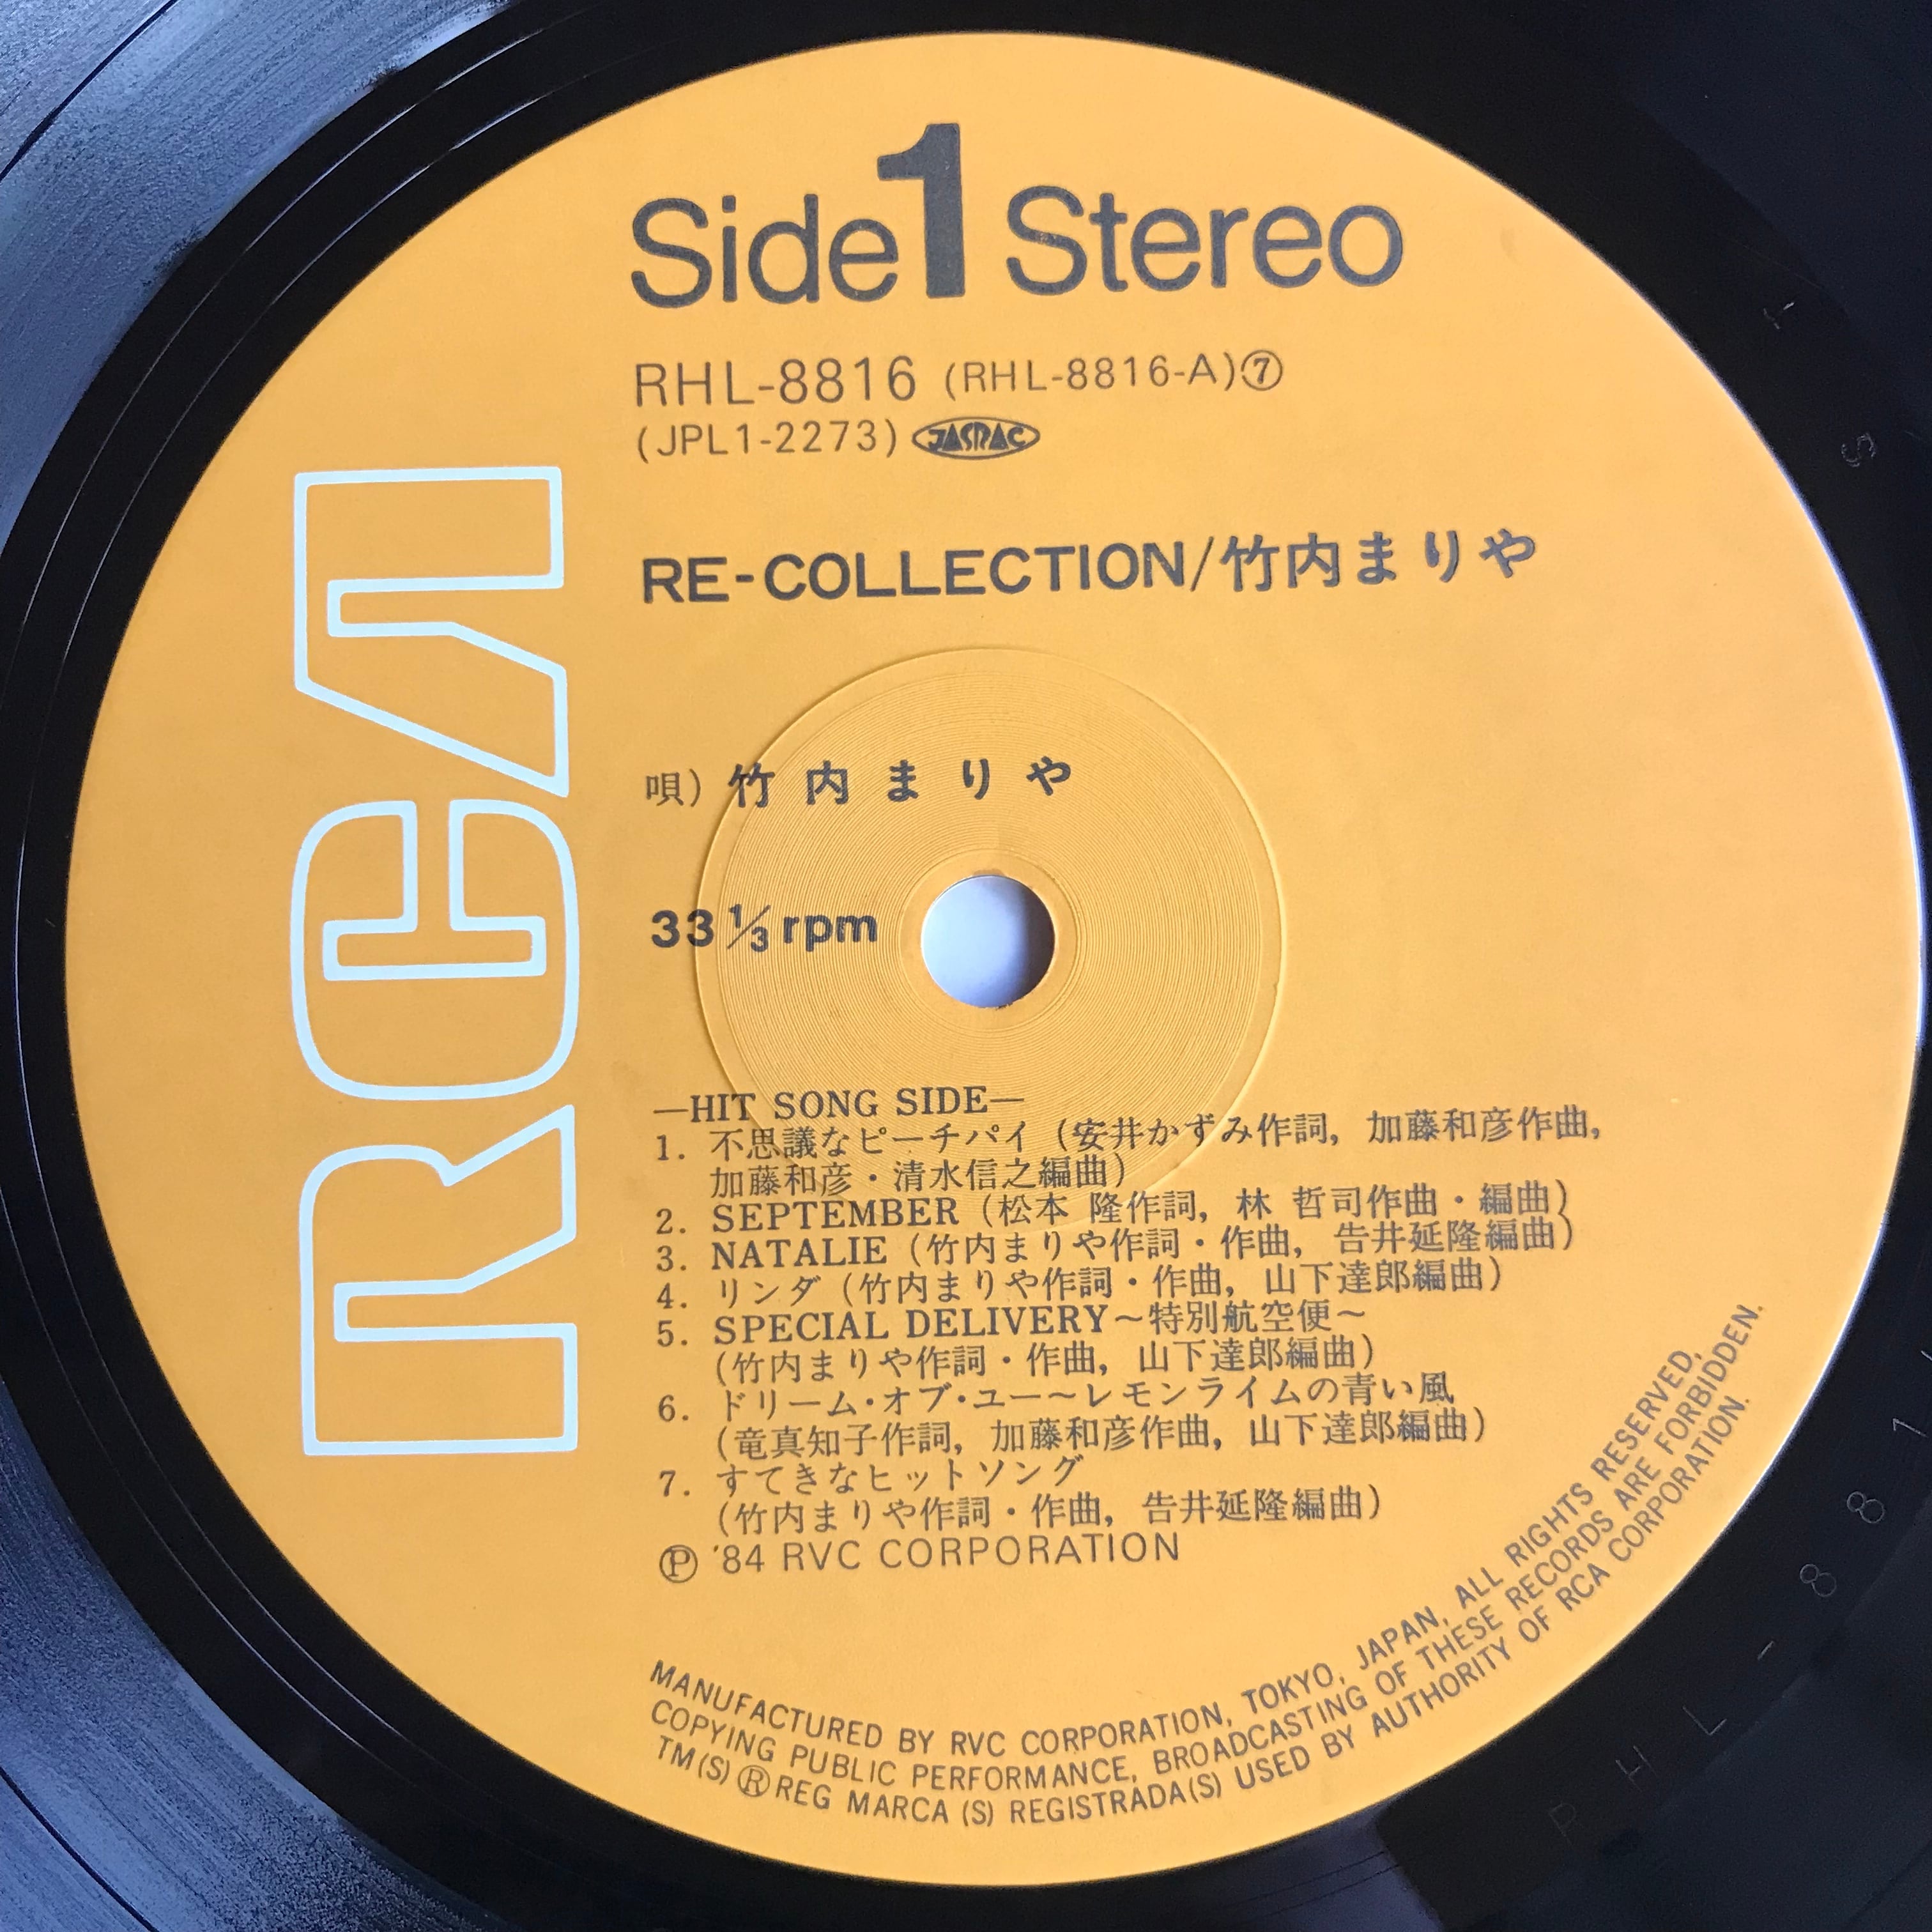 Side 1 Stereo
RHL-8816 (RHL-8816-A)⑦
(JPL1-2273) JASRAC
RE-COLLECTION/竹内まりや
RCA
唄) 竹内まりや
33 1/3 rpm
—HIT SONG SIDE—
1. 不思議なピーチパイ (安井かずみ作詞, 加藤和彦作曲,
加藤和彦・清水信之編曲)
2. SEPTEMBER (松本 隆作詞, 林 哲司作曲・編曲)
3. NATALIE (竹内まりや作詞・作曲, 告井延隆編曲)
4. リンダ (竹内まりや作詞・作曲, 山下達郎編曲)
5. SPECIAL DELIVERY～特別航空便～
(竹内まりや作詞・作曲, 山下達郎編曲)
6. ドリーム・オブ・ユー～レモンライムの青い風
(竜真知子作詞, 加藤和彦作曲, 山下達郎編曲)
7. すてきなヒットソング
(竹内まりや作詞・作曲, 告井延隆編曲)
Ⓟ '84 RVC CORPORATION
MANUFACTURED BY RVC CORPORATION, TOKYO, JAPAN, ALL RIGHTS RESERVED,
COPYING PUBLIC PERFORMANCE, BROADCASTING OF THESE RECORDS ARE FORBIDDEN.
TM(S) ® REG MARCA (S) REGISTRADA(S) USED BY AUTHORITY OF RCA CORPORATION.